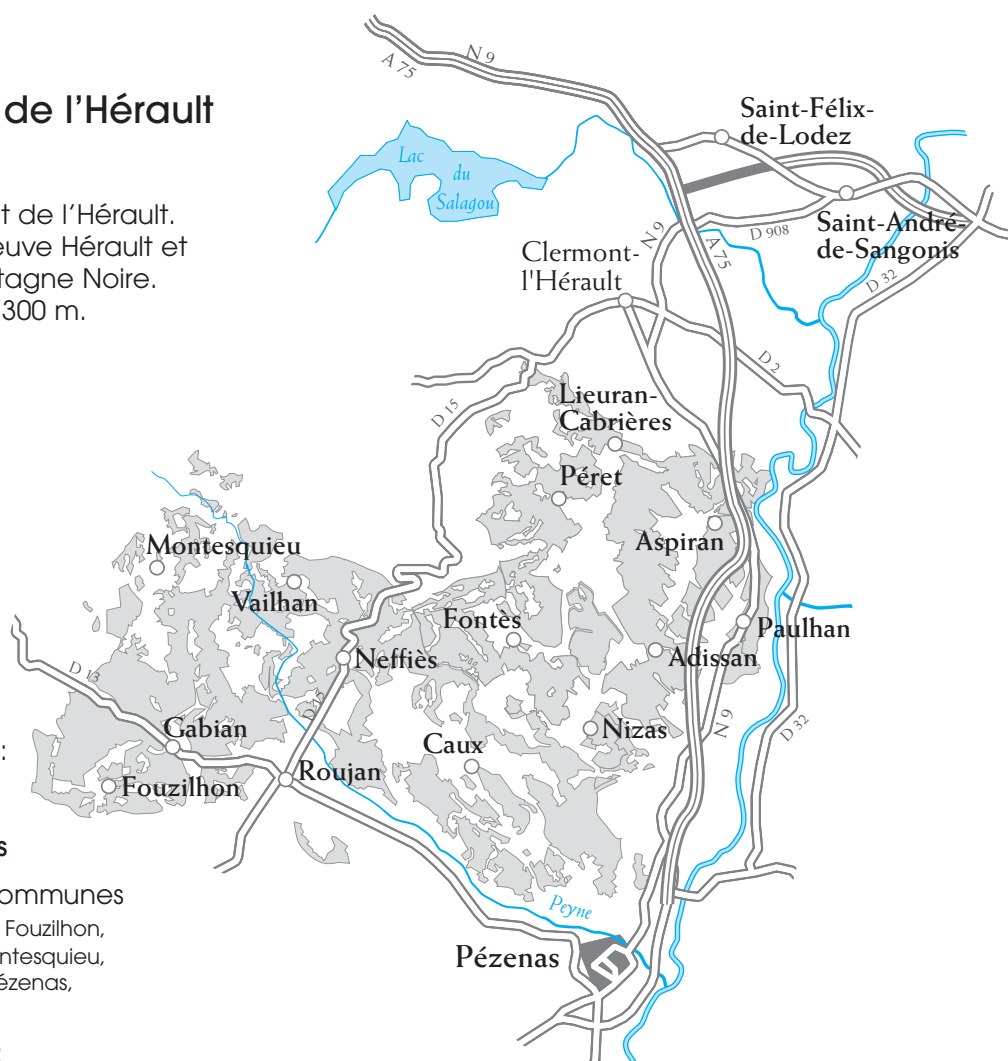 de l'Hérault
t de l'Hérault.
euve Hérault et
tagne Noire.
300 m.
:
s
ommunes
Fouzilhon,
ntesquieu,
ézenas,
N 9
A 75
Saint-Félix-
de-Lodez
Lac
du
Salagou
Saint-André-
de-Sangonis
D 908
N 9
A 75
Clermont-
l'Hérault
D 32
D 2
D 15
Lieuran-
Cabrières
Péret
Aspiran
Montesquieu
Vailhan
Fontès
Paulhan
Neffiès
Adissan
D 13
D 15
Gabian
Caux
Nizas
N 9
D 32
Roujan
Fouzilhon
Peyne
Pézenas